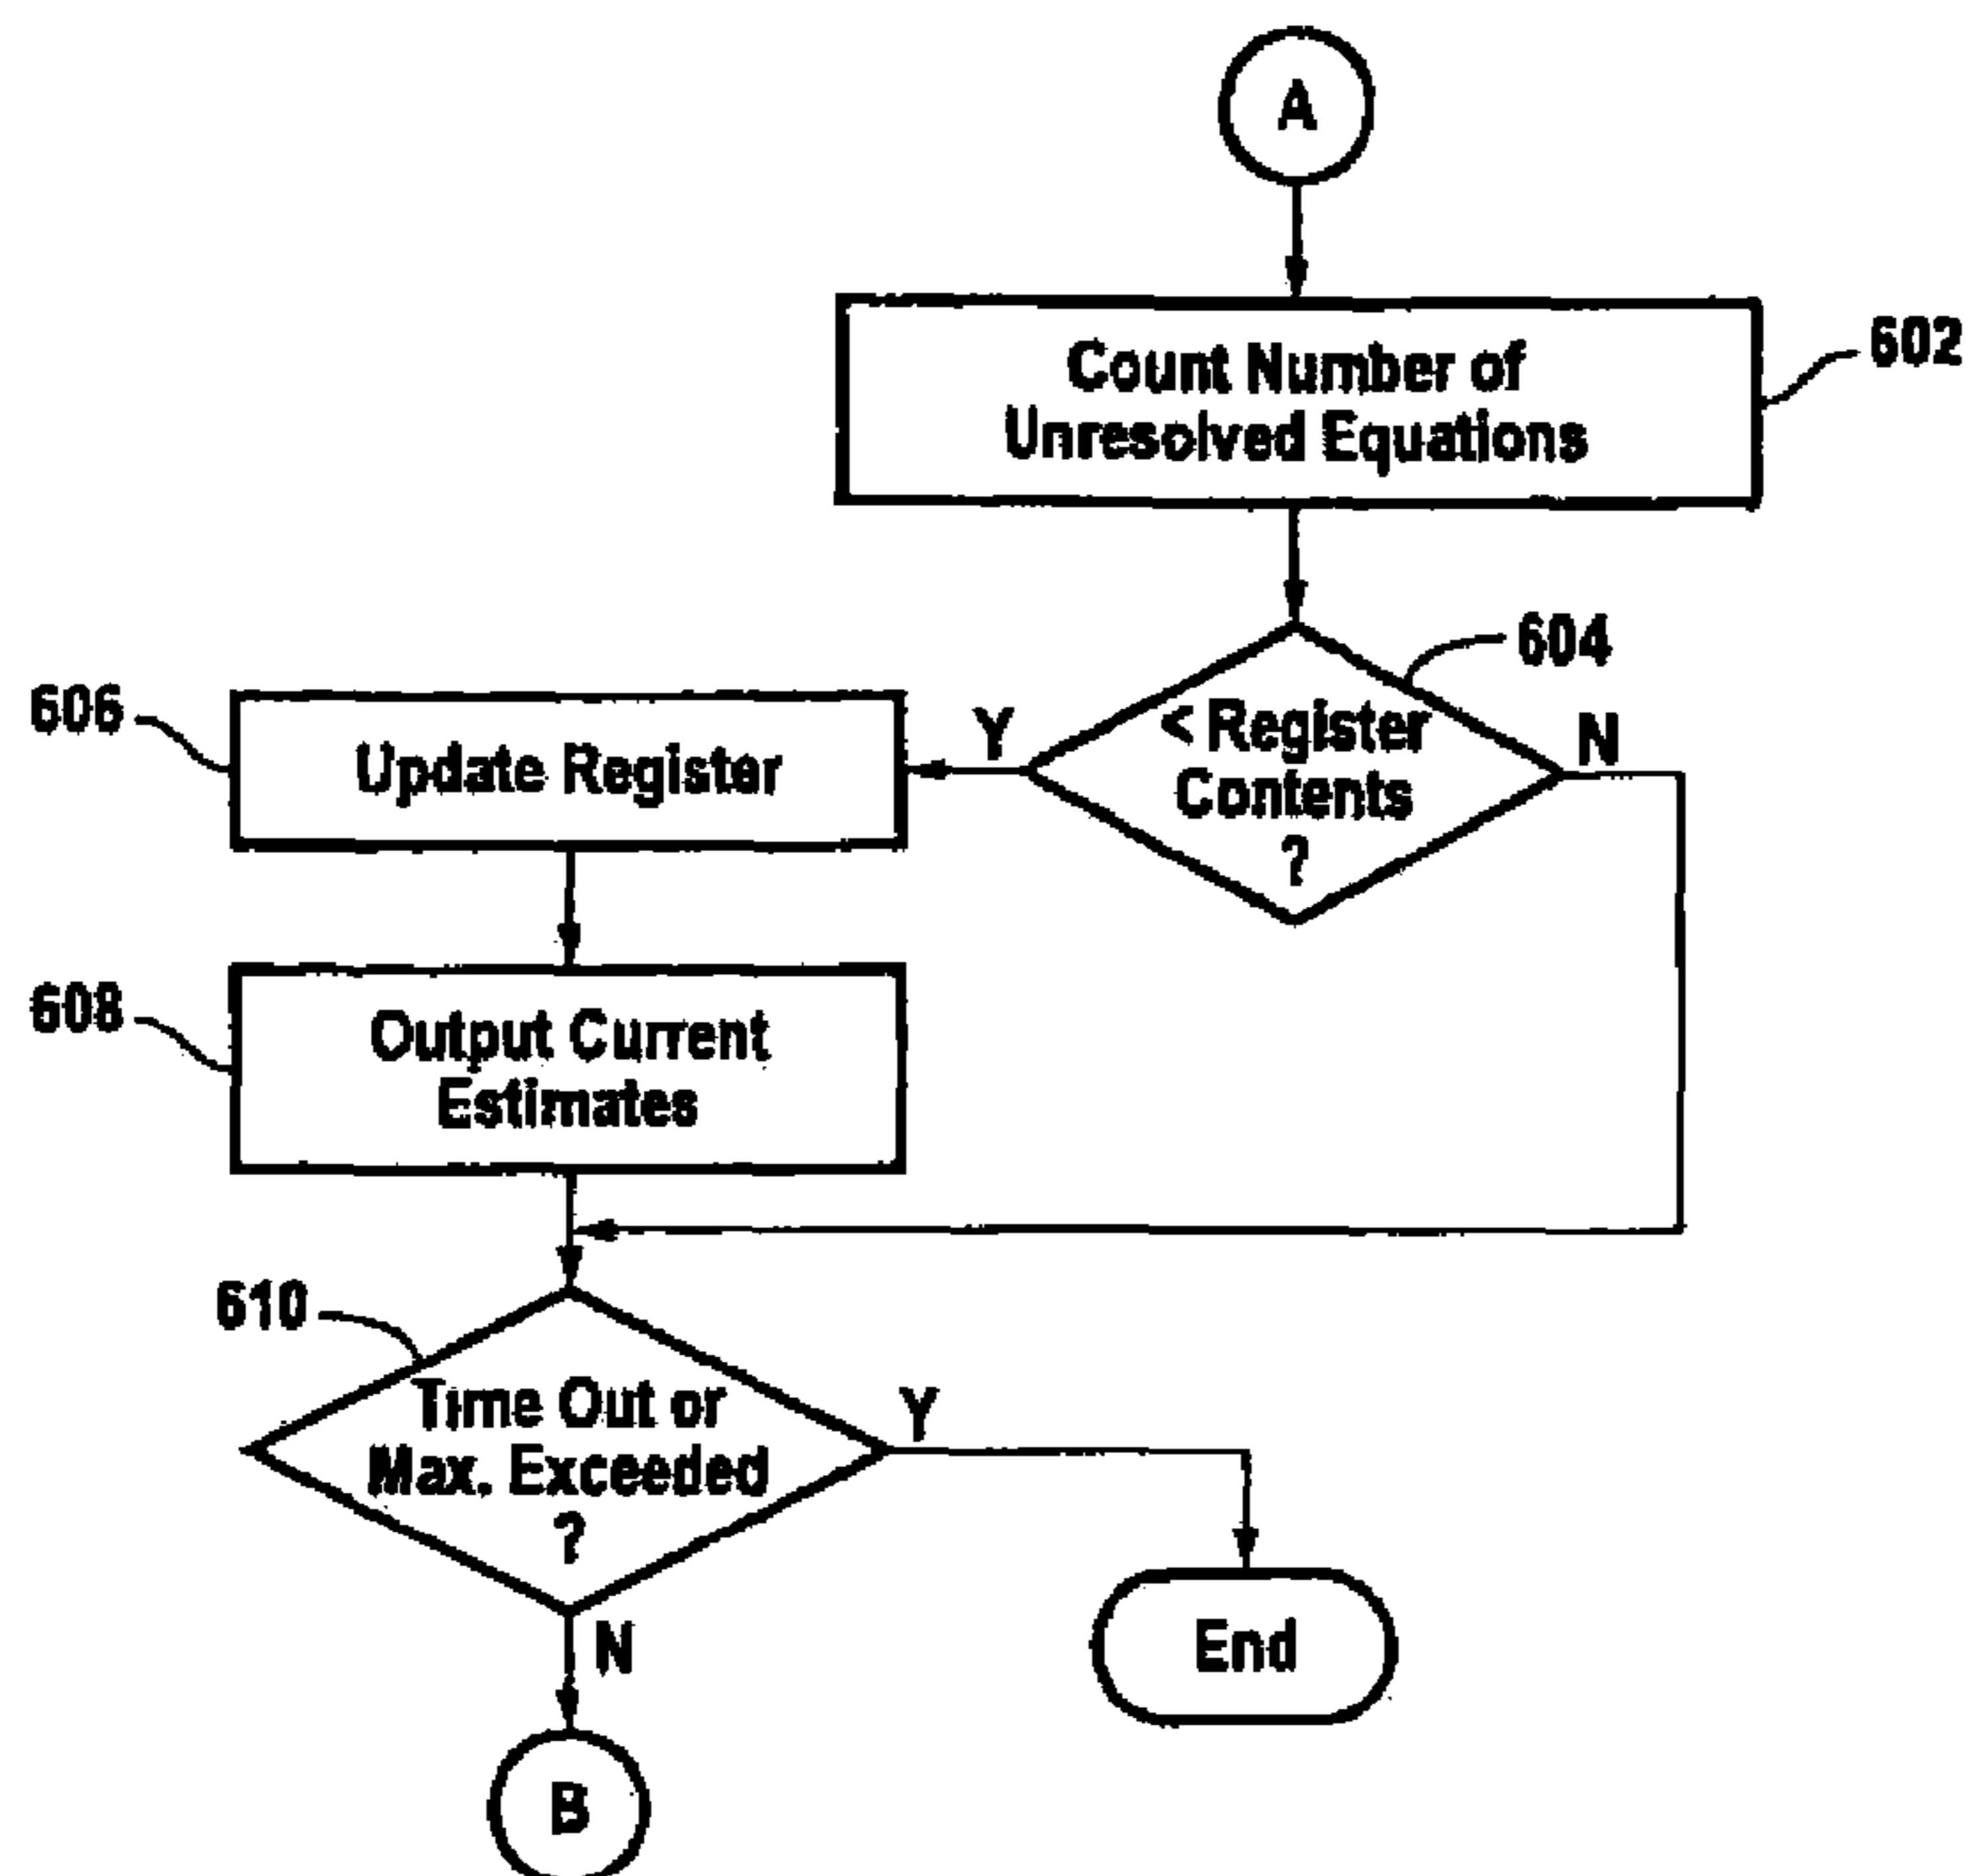 A
Count Number of
Unresolved Equations
602
604
< Register
Contents
?
Y
N
606
Update Register
608
Output Current
Estimates
610
Time Out or
Max. Exceeded
?
Y
N
End
B